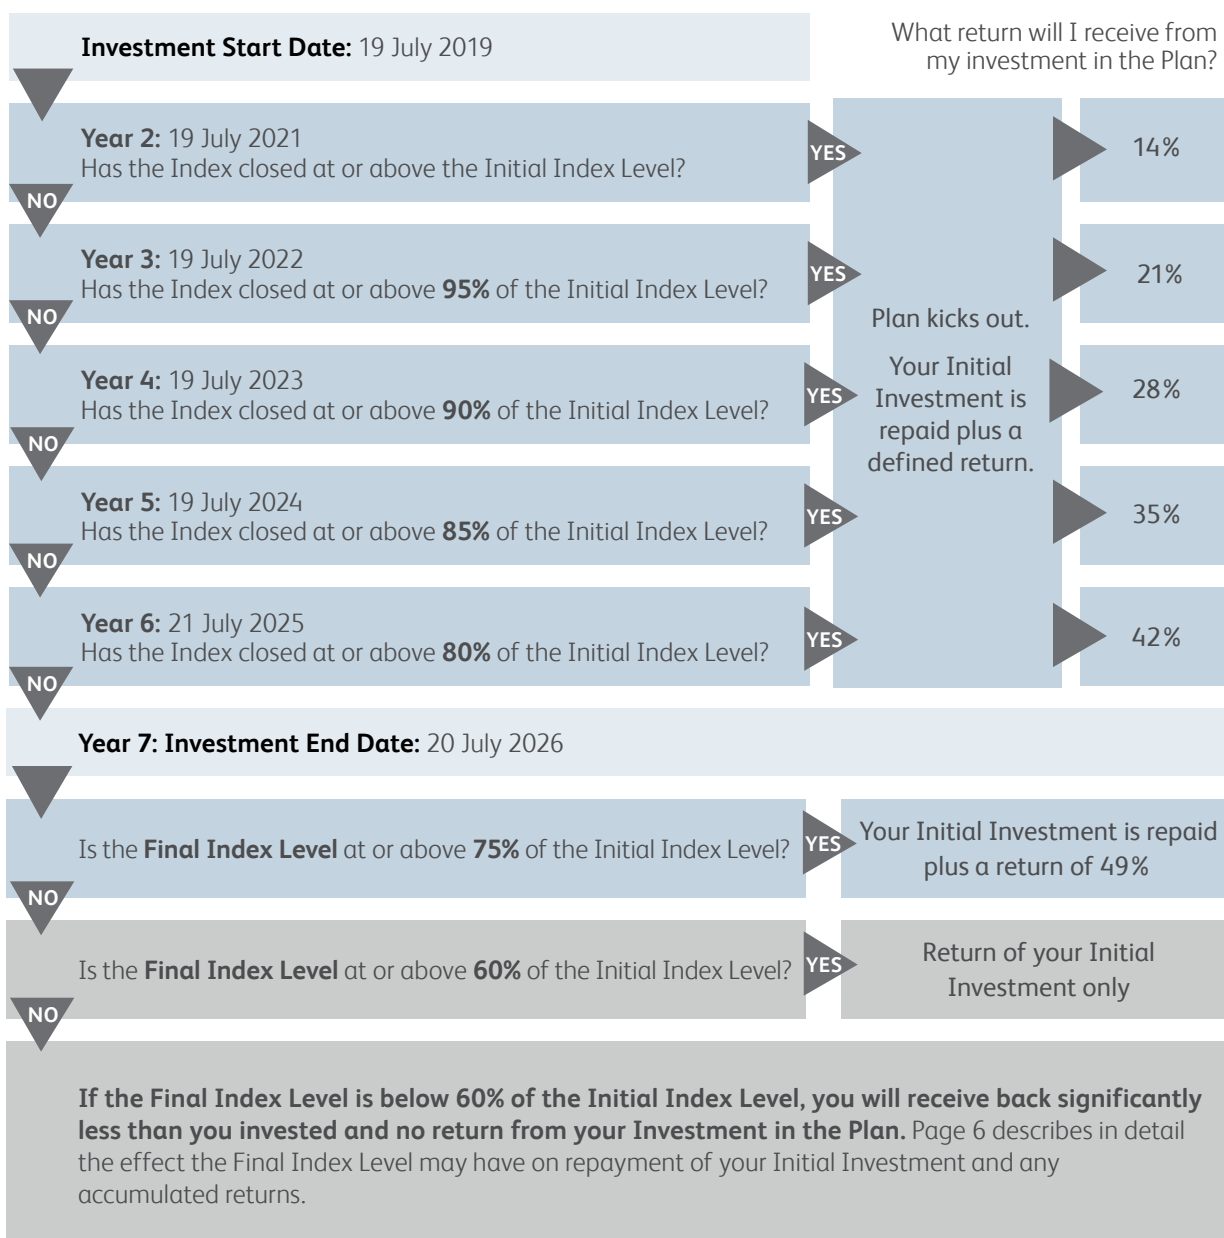 Investment Start Date: 19 July 2019
What return will I receive from
my investment in the Plan?
Year 2: 19 July 2021
Has the Index closed at or above the Initial Index Level?
YES
14%
NO
Year 3: 19 July 2022
Has the Index closed at or above 95% of the Initial Index Level?
YES
21%
NO
Plan kicks out.
Your Initial
Investment is
repaid plus a
defined return.
Year 4: 19 July 2023
Has the Index closed at or above 90% of the Initial Index Level?
YES
28%
NO
Year 5: 19 July 2024
Has the Index closed at or above 85% of the Initial Index Level?
YES
35%
NO
Year 6: 21 July 2025
Has the Index closed at or above 80% of the Initial Index Level?
YES
42%
NO
Year 7: Investment End Date: 20 July 2026
Is the Final Index Level at or above 75% of the Initial Index Level?
YES
Your Initial Investment is repaid
plus a return of 49%
NO
Is the Final Index Level at or above 60% of the Initial Index Level?
YES
Return of your Initial
Investment only
NO
If the Final Index Level is below 60% of the Initial Index Level, you will receive back significantly
less than you invested and no return from your Investment in the Plan. Page 6 describes in detail
the effect the Final Index Level may have on repayment of your Initial Investment and any
accumulated returns.